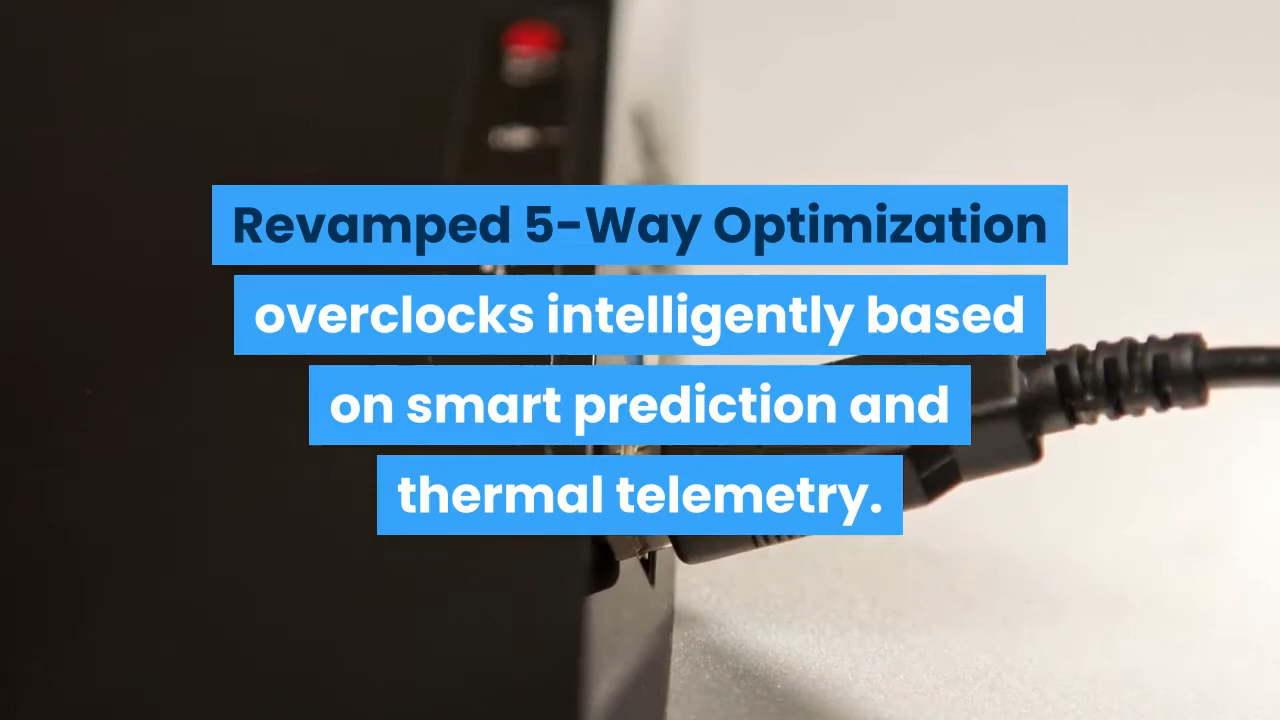 Revamped 5-Way Optimization
overclocks intelligently based
on smart prediction and
thermal telemetry.